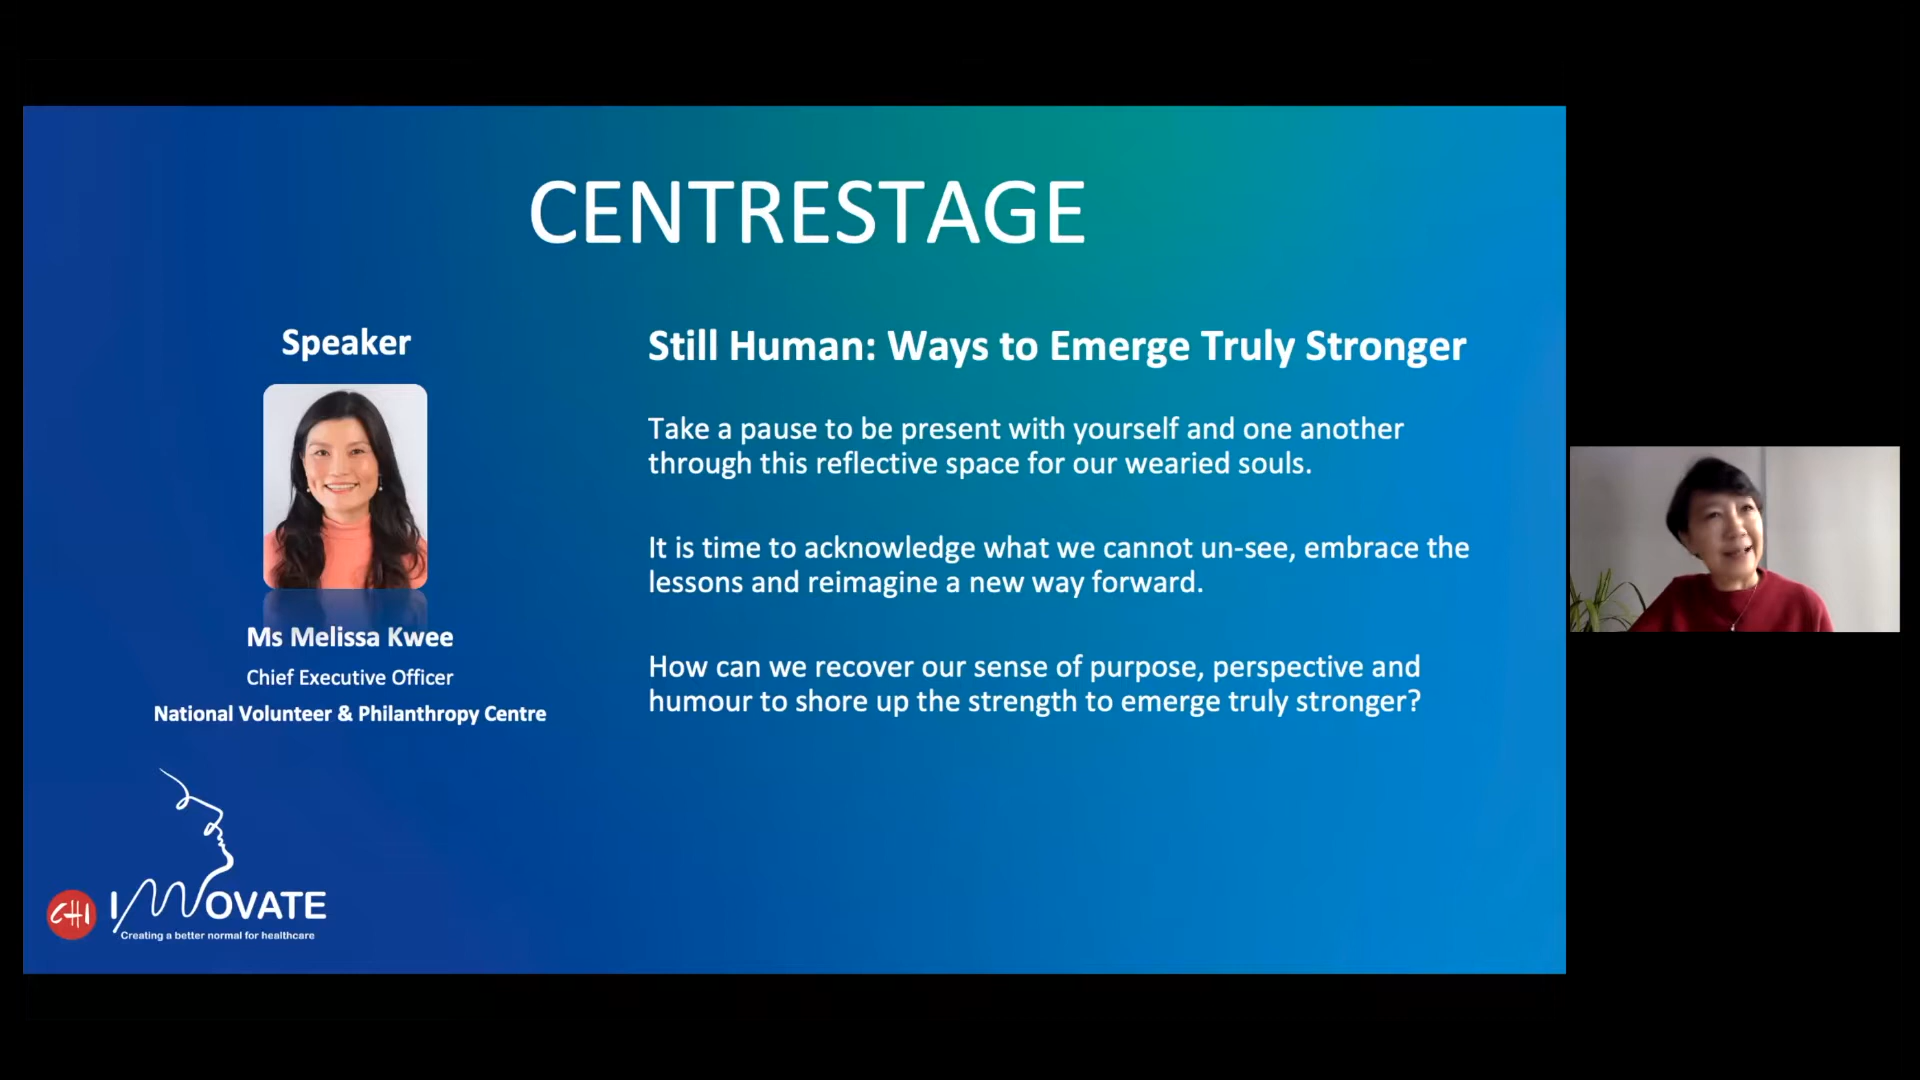 CENTRESTAGE
Speaker
Ms Melissa Kwee
Chief Executive Officer
National Volunteer & Philanthropy Centre
Still Human: Ways to Emerge Truly Stronger
Take a pause to be present with yourself and one another
through this reflective space for our wearied souls.
It is time to acknowledge what we cannot un-see, embrace the
lessons and reimagine a new way forward.
How can we recover our sense of purpose, perspective and
humour to shore up the strength to emerge truly stronger?
CHI INNOVATE
Creating a better normal for healthcare